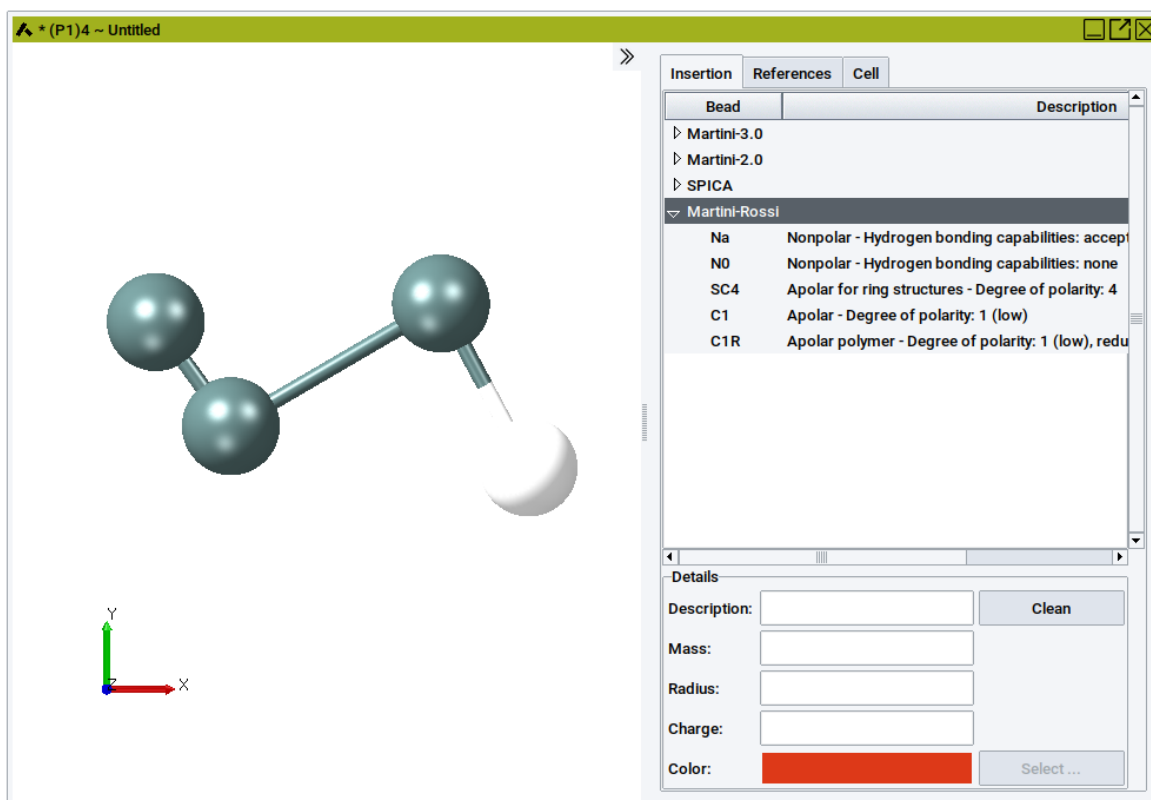 * (P1)4 ~ Untitled
Insertion References Cell
Bead Description
Martini-3.0
Martini-2.0
SPICA
Martini-Rossi
Na Nonpolar - Hydrogen bonding capabilities: accept
N0 Nonpolar - Hydrogen bonding capabilities: none
SC4 Apolar for ring structures - Degree of polarity: 4
C1 Apolar - Degree of polarity: 1 (low)
C1R Apolar polymer - Degree of polarity: 1 (low), redu
Details
Description: Clean
Mass:
Radius:
Charge:
Color: Select ...
Y
Z X